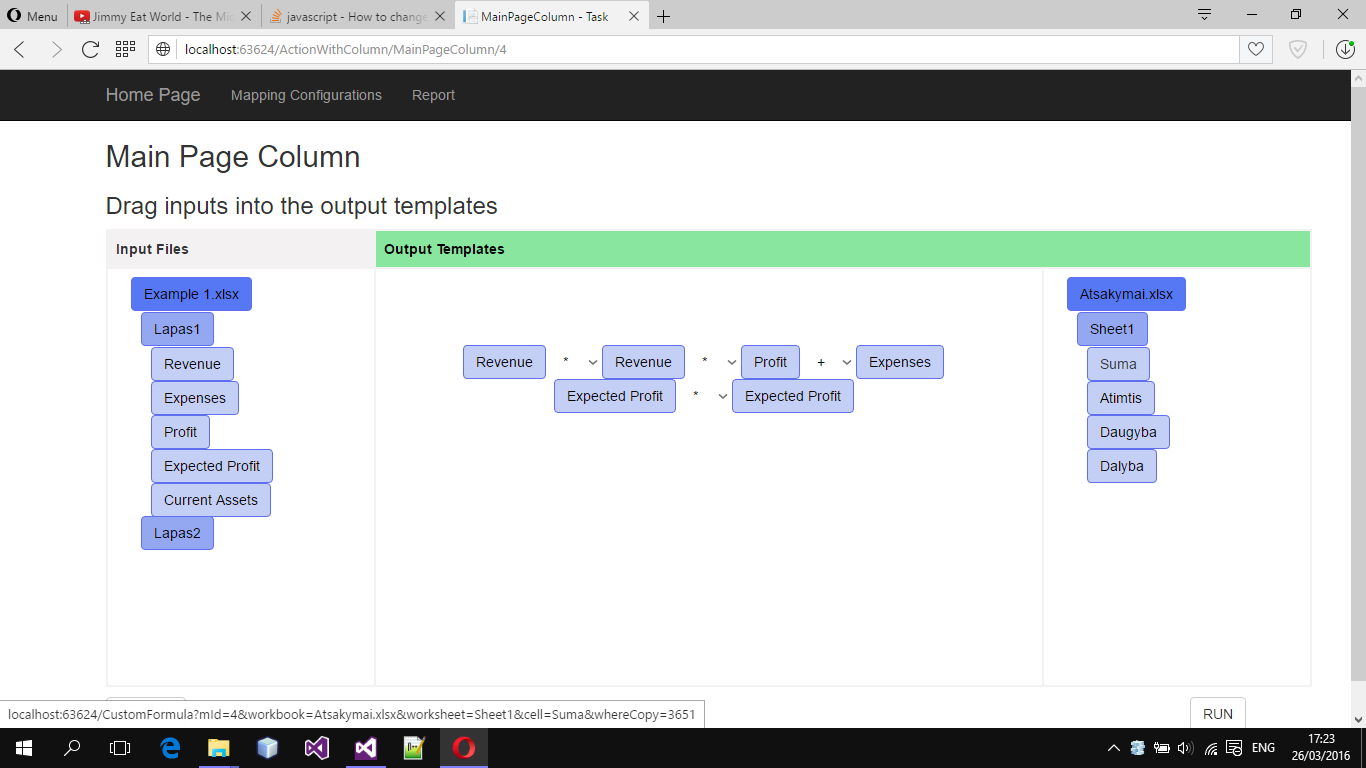 Menu
Jimmy Eat World - The Mid
javascript - How to change
MainPageColumn - Task
localhost:63624/ActionWithColumn/MainPageColumn/4
Home Page Mapping Configurations Report
Main Page Column
Drag inputs into the output templates
Input Files
Output Templates
Example 1.xlsx
Lapas1
Revenue
Expenses
Profit
Expected Profit
Current Assets
Lapas2
Revenue * Revenue * Profit + Expenses
Expected Profit * Expected Profit
Atsakymai.xlsx
Sheet1
Suma
Atimtis
Daugyba
Dalyba
RUN
localhost:63624/CustomFormula?mId=4&workbook=Atsakymai.xlsx&worksheet=Sheet1&cell=Suma&whereCopy=3651
ENG
17:23
26/03/2016